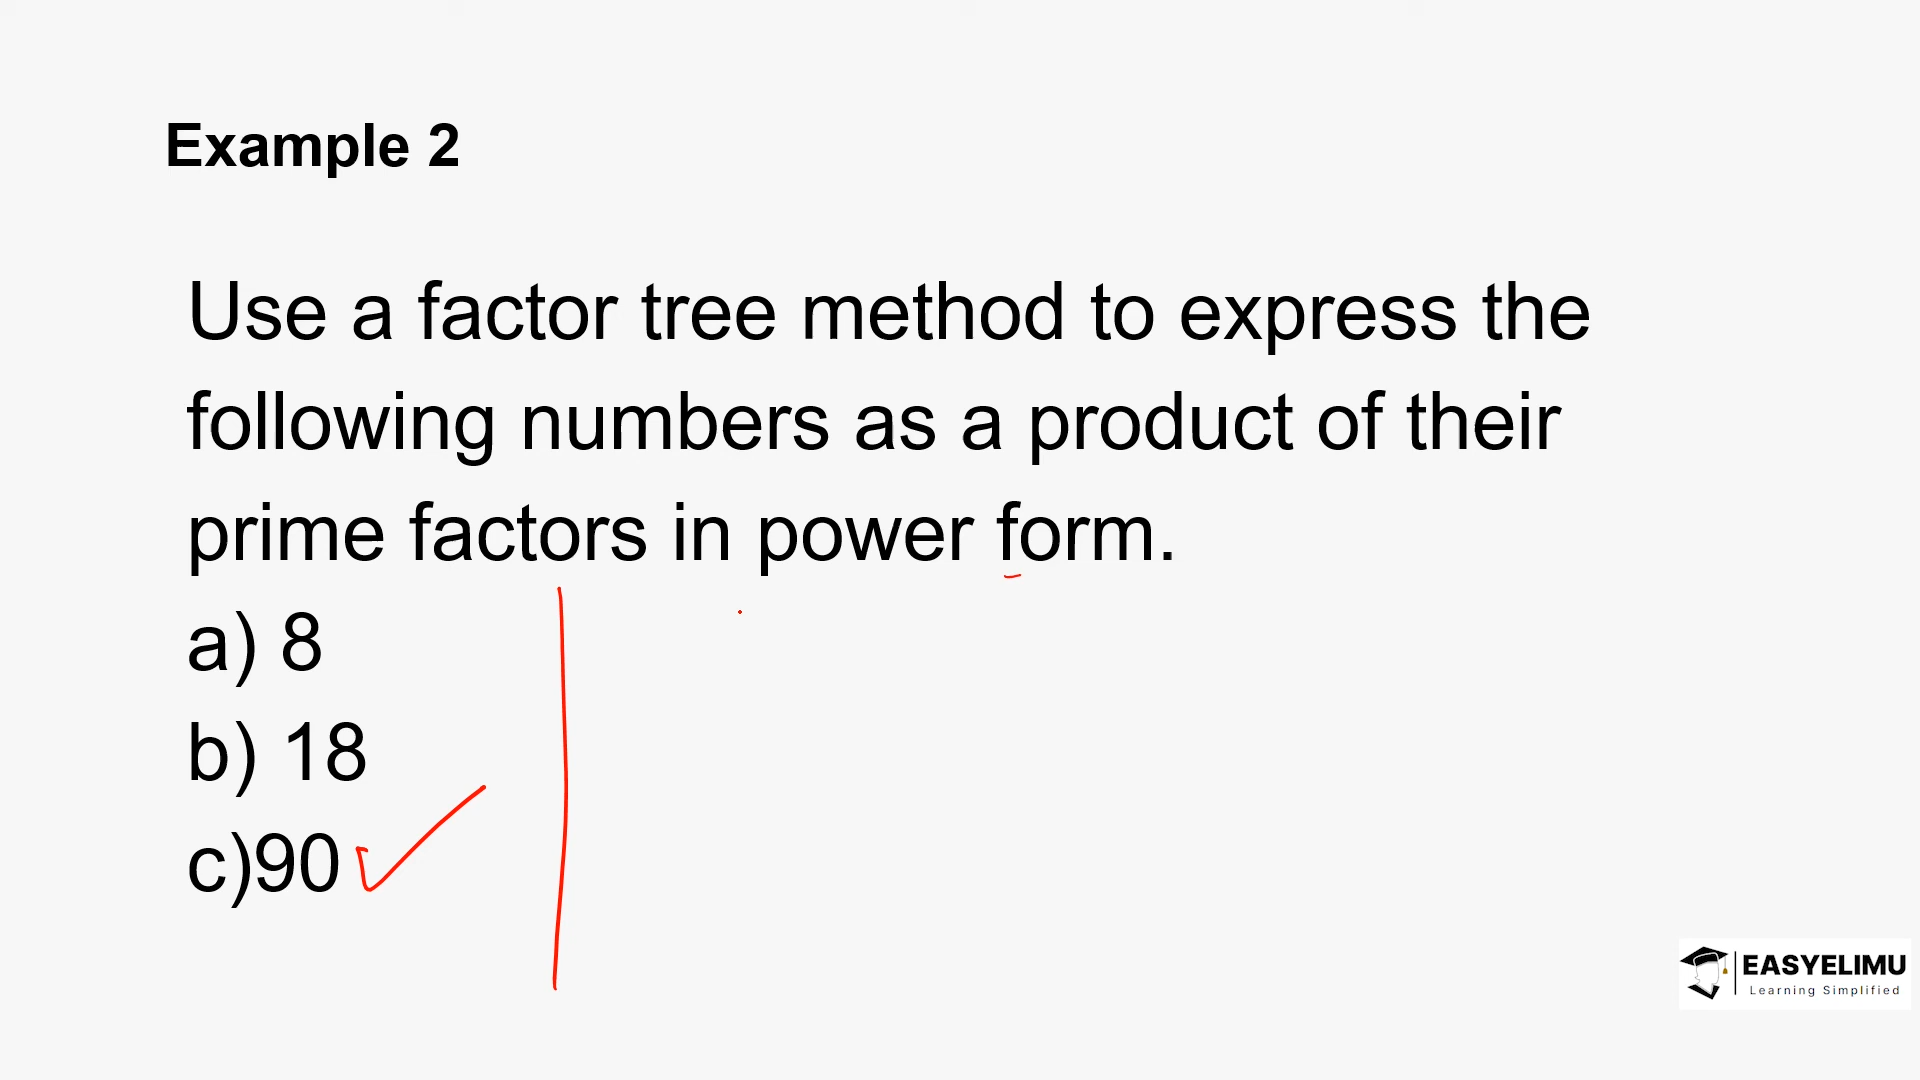 Example 2
Use a factor tree method to express the
following numbers as a product of their
prime factors in power form.
a) 8
b) 18
c)90
EASYELIMU
Learning Simplified